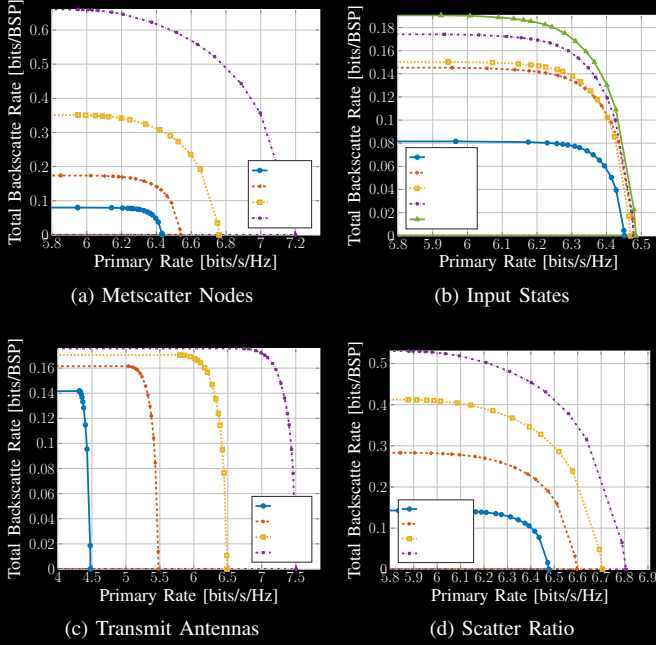 Total Backscatte Rate [bits/BSP]
0.6
0.5
0.4
0.3
0.2
0.1
0
5.8 6 6.2 6.4 6.6 6.8 7 7.2
Primary Rate [bits/s/Hz]
(a) Metscatter Nodes
Total Backscatte Rate [bits/BSP]
0.18
0.16
0.14
0.12
0.1
0.08
0.06
0.04
0.02
0
5.8 5.9 6 6.1 6.2 6.3 6.4 6.5
Primary Rate [bits/s/Hz]
(b) Input States
Total Backscatte Rate [bits/BSP]
0.16
0.14
0.12
0.1
0.08
0.06
0.04
0.02
0
4 4.5 5 5.5 6 6.5 7 7.5
Primary Rate [bits/s/Hz]
(c) Transmit Antennas
Total Backscatte Rate [bits/BSP]
0.5
0.4
0.3
0.2
0.1
0
5.8 5.9 6 6.1 6.2 6.3 6.4 6.5 6.6 6.7 6.8 6.9
Primary Rate [bits/s/Hz]
(d) Scatter Ratio